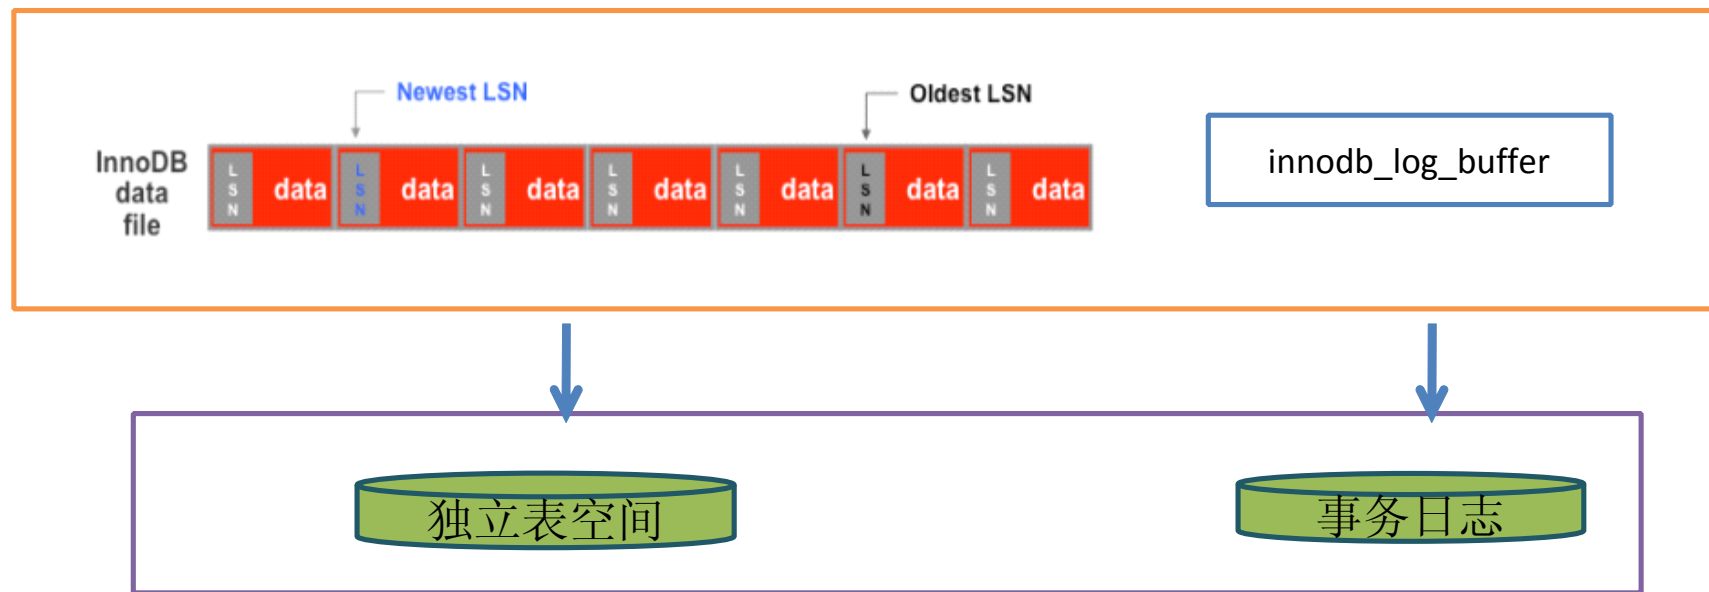 Newest LSN
Oldest LSN
InnoDB
data
file
LSN data LSN data LSN data LSN data LSN data LSN data LSN data
innodb_log_buffer
独立表空间
事务日志